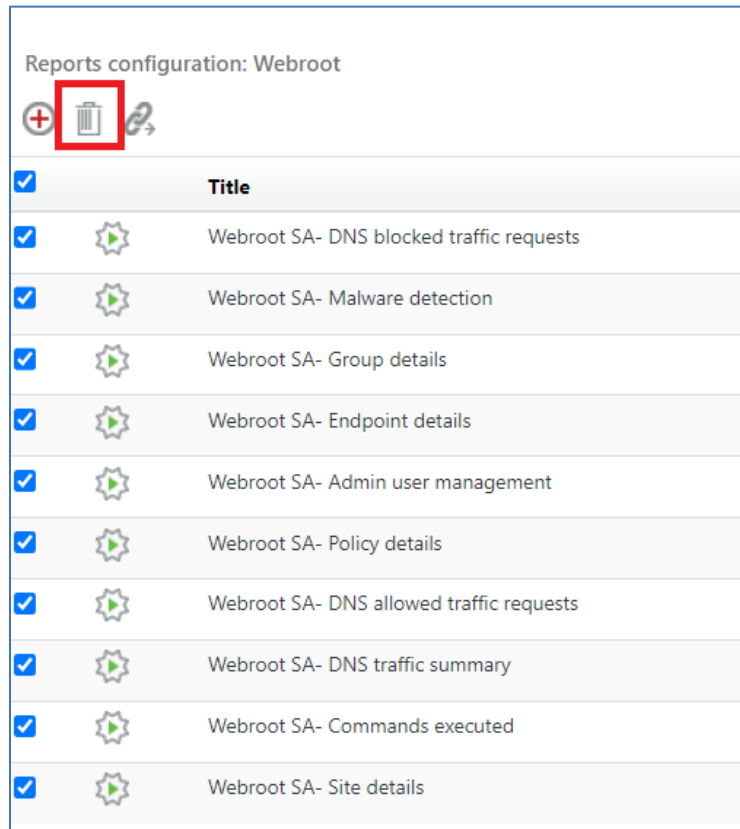 Reports configuration: Webroot
Title
Webroot SA- DNS blocked traffic requests
Webroot SA- Malware detection
Webroot SA- Group details
Webroot SA- Endpoint details
Webroot SA- Admin user management
Webroot SA- Policy details
Webroot SA- DNS allowed traffic requests
Webroot SA- DNS traffic summary
Webroot SA- Commands executed
Webroot SA- Site details